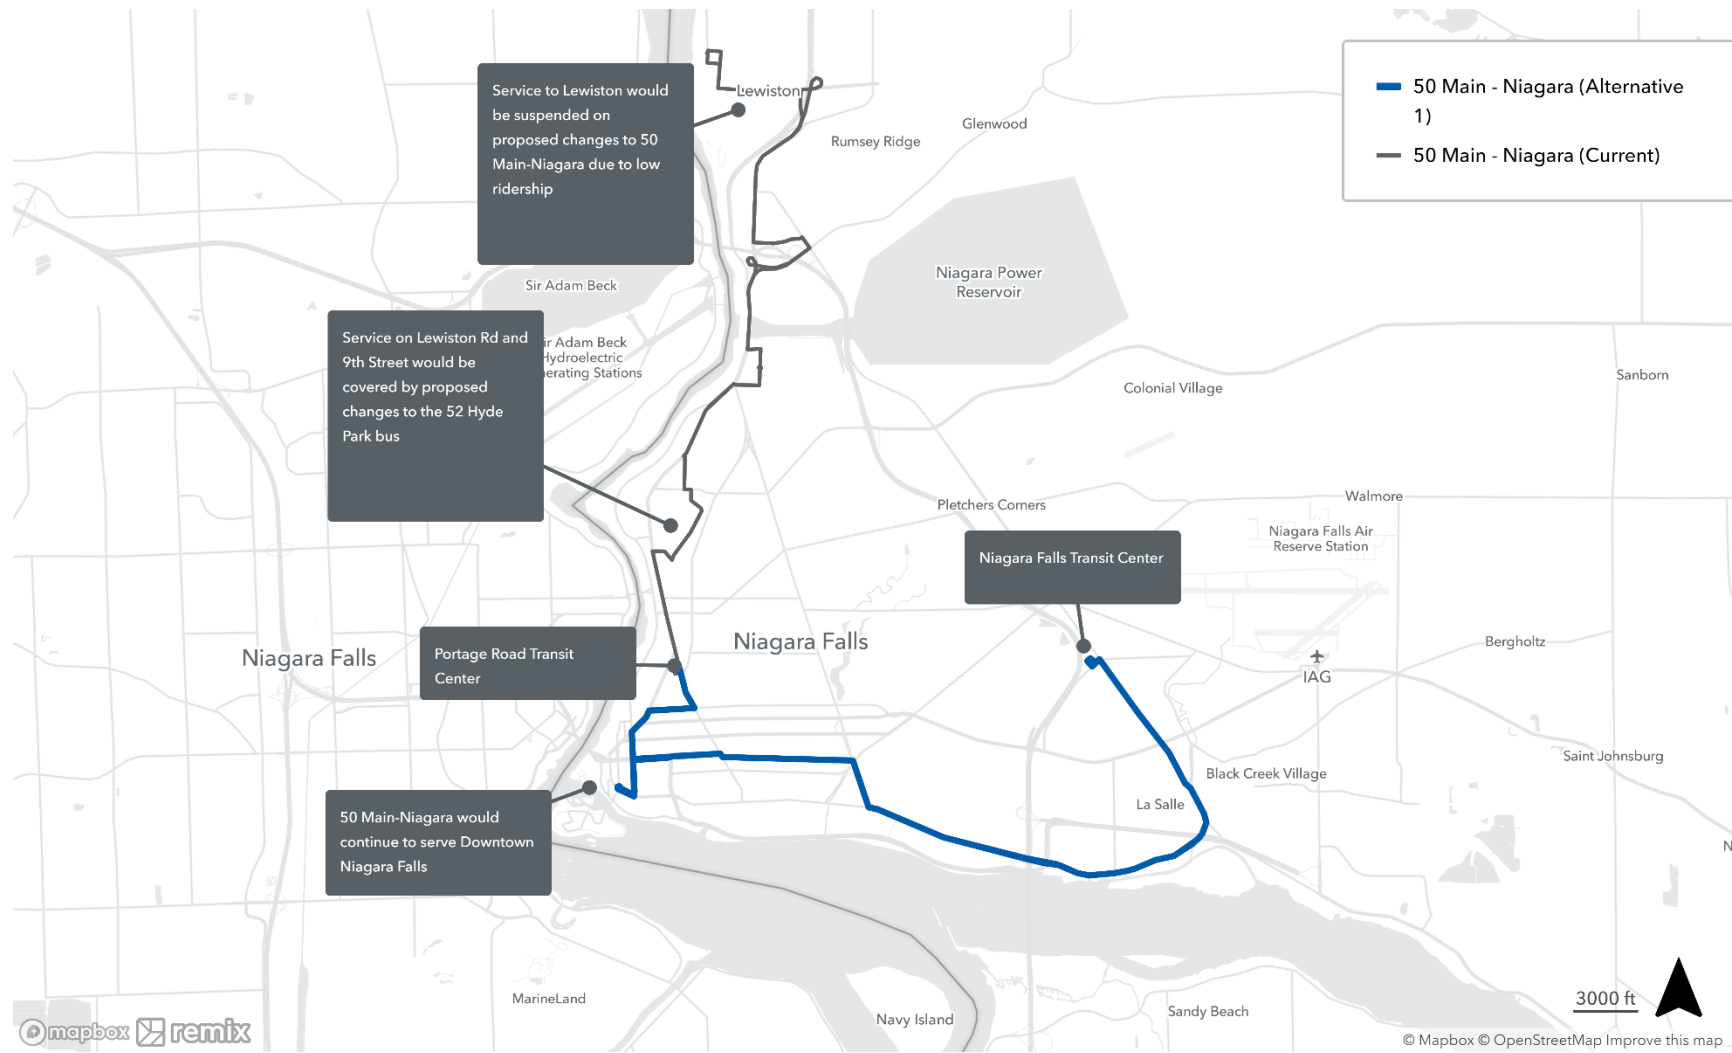 Service to Lewiston would
be suspended on
proposed changes to 50
Main-Niagara due to low
ridership
Lewiston
Glenwood
Rumsey Ridge
50 Main - Niagara (Alternative
1)
50 Main - Niagara (Current)
Sir Adam Beck
Niagara Power
Reservoir
Service on Lewiston Rd and
9th Street would be
covered by proposed
changes to the 52 Hyde
Park bus
Adam Beck
Stations
Colonial Village
Sanborn
Pletchers Corners
Walmore
Niagara Falls Air
Reserve Station
Niagara Falls Transit Center
Niagara Falls
Portage Road Transit
Center
Niagara Falls
Bergholtz
IAG
Saint Johnsburg
Black Creek Village
La Salle
50 Main-Niagara would
continue to serve Downtown
Niagara Falls
N
MarineLand
Navy Island
Sandy Beach
3000 ft
mapbox remix
© Mapbox © OpenStreetMap Improve this map